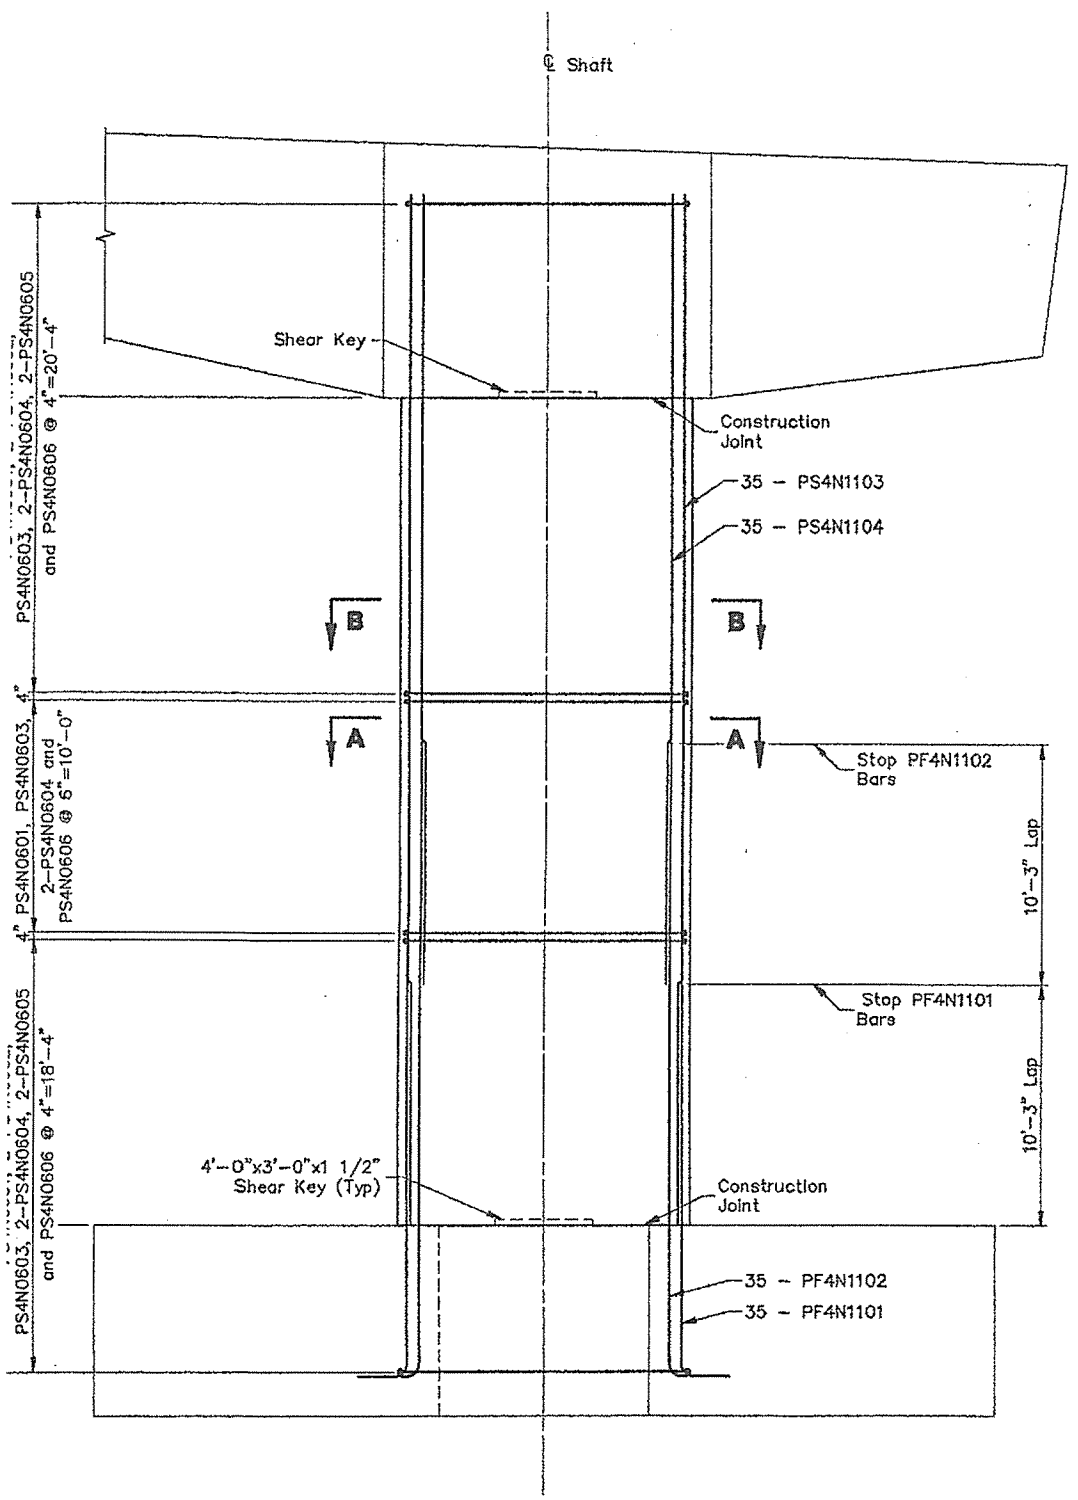 ℄ Shaft
Shear Key
Construction
Joint
35 - PS4N1103
35 - PS4N1104
B
B
A
A
Stop PF4N1102
Bars
10'-3" Lap
Stop PF4N1101
Bars
10'-3" Lap
4'-0"x3'-0"x1 1/2"
Shear Key (Typ)
Construction
Joint
35 - PF4N1102
35 - PF4N1101
PS4N0603, 2-PS4N0604, 2-PS4N0605
and PS4N0606 @ 4"=20'-4"
4"
PS4N0601, PS4N0603,
2-PS4N0604 and
PS4N0606 @ 6"=10'-0"
4"
PS4N0603, 2-PS4N0604, 2-PS4N0605
and PS4N0606 @ 4"=18'-4"